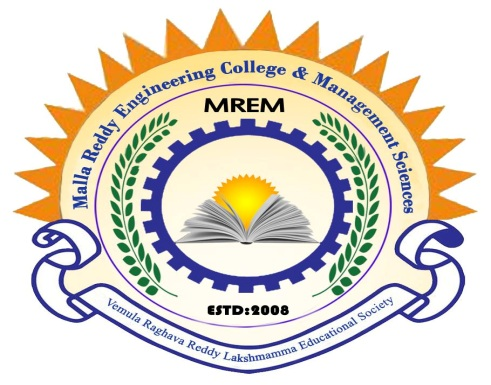 Malla Reddy Engineering College & Management Sciences
MREM
ESTD:2008
Vemula Raghava Reddy Lakshmamma Educational Society